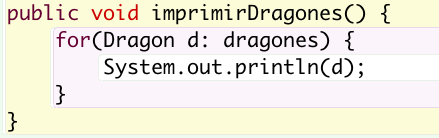 public void imprimirDragones() {
for(Dragon d: dragones) {
System.out.println(d);
}
}